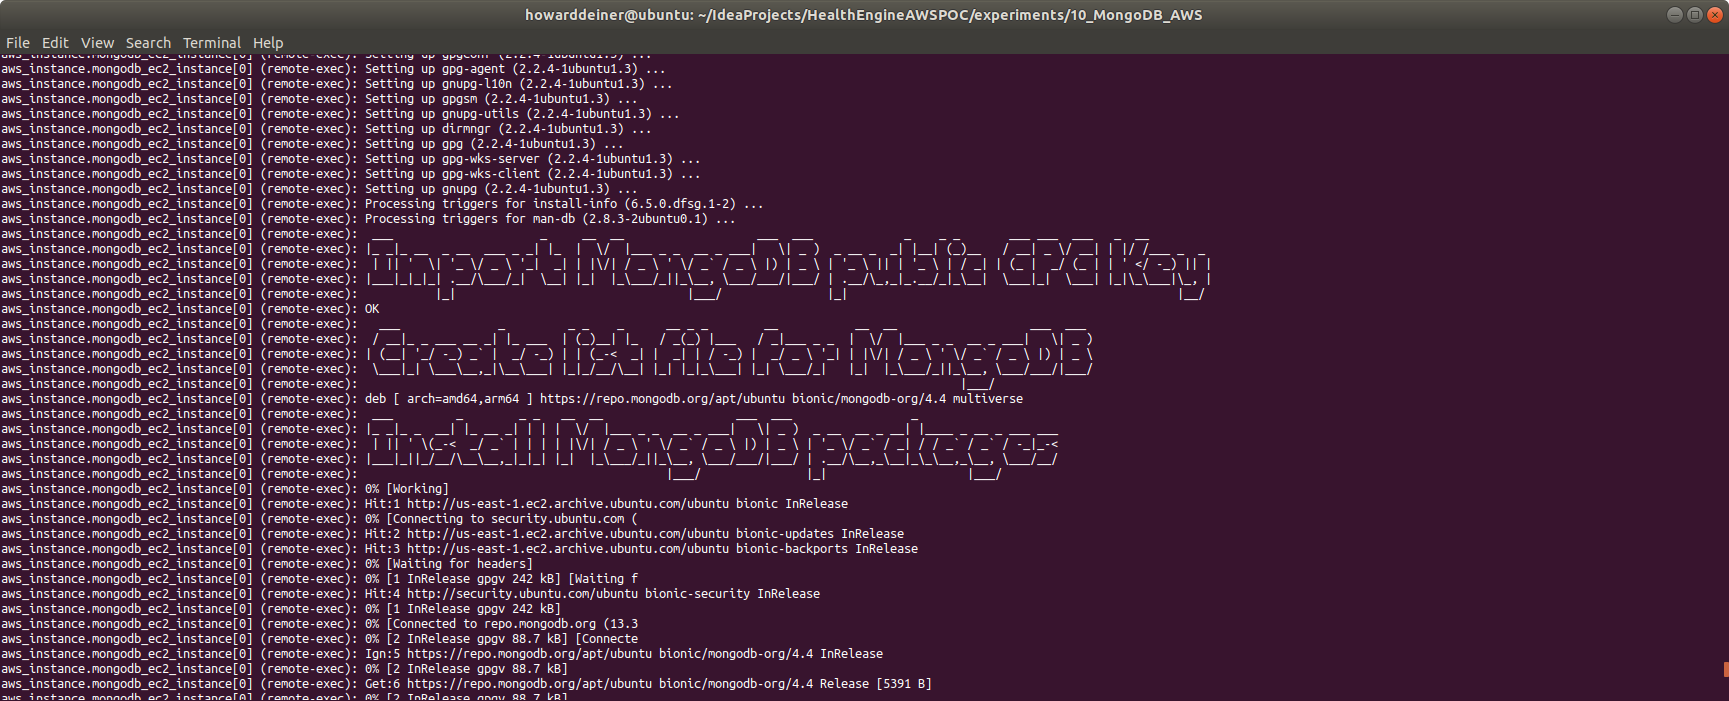 howarddeiner@ubuntu: ~/IdeaProjects/HealthEngineAWSPOC/experiments/10_MongoDB_AWS
File Edit View Search Terminal Help
aws_instance.mongodb_ec2_instance[0] (remote-exec): Setting up gpgconf (2.2.4-1ubuntu1.3) ...
aws_instance.mongodb_ec2_instance[0] (remote-exec): Setting up gpg-agent (2.2.4-1ubuntu1.3) ...
aws_instance.mongodb_ec2_instance[0] (remote-exec): Setting up gnupg-l10n (2.2.4-1ubuntu1.3) ...
aws_instance.mongodb_ec2_instance[0] (remote-exec): Setting up gpgsm (2.2.4-1ubuntu1.3) ...
aws_instance.mongodb_ec2_instance[0] (remote-exec): Setting up gnupg-utils (2.2.4-1ubuntu1.3) ...
aws_instance.mongodb_ec2_instance[0] (remote-exec): Setting up dirmngr (2.2.4-1ubuntu1.3) ...
aws_instance.mongodb_ec2_instance[0] (remote-exec): Setting up gpg (2.2.4-1ubuntu1.3) ...
aws_instance.mongodb_ec2_instance[0] (remote-exec): Setting up gpg-wks-server (2.2.4-1ubuntu1.3) ...
aws_instance.mongodb_ec2_instance[0] (remote-exec): Setting up gpg-wks-client (2.2.4-1ubuntu1.3) ...
aws_instance.mongodb_ec2_instance[0] (remote-exec): Setting up gnupg (2.2.4-1ubuntu1.3) ...
aws_instance.mongodb_ec2_instance[0] (remote-exec): Processing triggers for install-info (6.5.0.dfsg.1-2) ...
aws_instance.mongodb_ec2_instance[0] (remote-exec): Processing triggers for man-db (2.8.3-2ubuntu0.1) ...
aws_instance.mongodb_ec2_instance[0] (remote-exec):
aws_instance.mongodb_ec2_instance[0] (remote-exec):
aws_instance.mongodb_ec2_instance[0] (remote-exec): Import MongoDB public GPG Key
aws_instance.mongodb_ec2_instance[0] (remote-exec):
aws_instance.mongodb_ec2_instance[0] (remote-exec):
aws_instance.mongodb_ec2_instance[0] (remote-exec): OK
aws_instance.mongodb_ec2_instance[0] (remote-exec):
aws_instance.mongodb_ec2_instance[0] (remote-exec):
aws_instance.mongodb_ec2_instance[0] (remote-exec): Create list file for MongoDB
aws_instance.mongodb_ec2_instance[0] (remote-exec):
aws_instance.mongodb_ec2_instance[0] (remote-exec):
aws_instance.mongodb_ec2_instance[0] (remote-exec): deb [ arch=amd64,arm64 ] https://repo.mongodb.org/apt/ubuntu bionic/mongodb-org/4.4 multiverse
aws_instance.mongodb_ec2_instance[0] (remote-exec):
aws_instance.mongodb_ec2_instance[0] (remote-exec):
aws_instance.mongodb_ec2_instance[0] (remote-exec): Install MongoDB packages
aws_instance.mongodb_ec2_instance[0] (remote-exec):
aws_instance.mongodb_ec2_instance[0] (remote-exec):
aws_instance.mongodb_ec2_instance[0] (remote-exec): 0% [Working]
aws_instance.mongodb_ec2_instance[0] (remote-exec): Hit:1 http://us-east-1.ec2.archive.ubuntu.com/ubuntu bionic InRelease
aws_instance.mongodb_ec2_instance[0] (remote-exec): 0% [Connecting to security.ubuntu.com (
aws_instance.mongodb_ec2_instance[0] (remote-exec): Hit:2 http://us-east-1.ec2.archive.ubuntu.com/ubuntu bionic-updates InRelease
aws_instance.mongodb_ec2_instance[0] (remote-exec): Hit:3 http://us-east-1.ec2.archive.ubuntu.com/ubuntu bionic-backports InRelease
aws_instance.mongodb_ec2_instance[0] (remote-exec): 0% [Waiting for headers]
aws_instance.mongodb_ec2_instance[0] (remote-exec): 0% [1 InRelease gpgv 242 kB] [Waiting f
aws_instance.mongodb_ec2_instance[0] (remote-exec): Hit:4 http://security.ubuntu.com/ubuntu bionic-security InRelease
aws_instance.mongodb_ec2_instance[0] (remote-exec): 0% [1 InRelease gpgv 242 kB]
aws_instance.mongodb_ec2_instance[0] (remote-exec): 0% [Connected to repo.mongodb.org (13.3
aws_instance.mongodb_ec2_instance[0] (remote-exec): 0% [2 InRelease gpgv 88.7 kB] [Connecte
aws_instance.mongodb_ec2_instance[0] (remote-exec): Ign:5 https://repo.mongodb.org/apt/ubuntu bionic/mongodb-org/4.4 InRelease
aws_instance.mongodb_ec2_instance[0] (remote-exec): 0% [2 InRelease gpgv 88.7 kB]
aws_instance.mongodb_ec2_instance[0] (remote-exec): Get:6 https://repo.mongodb.org/apt/ubuntu bionic/mongodb-org/4.4 Release [5391 B]
aws_instance.mongodb_ec2_instance[0] (remote-exec): 0% [2 InRelease gpgv 88.7 kB]